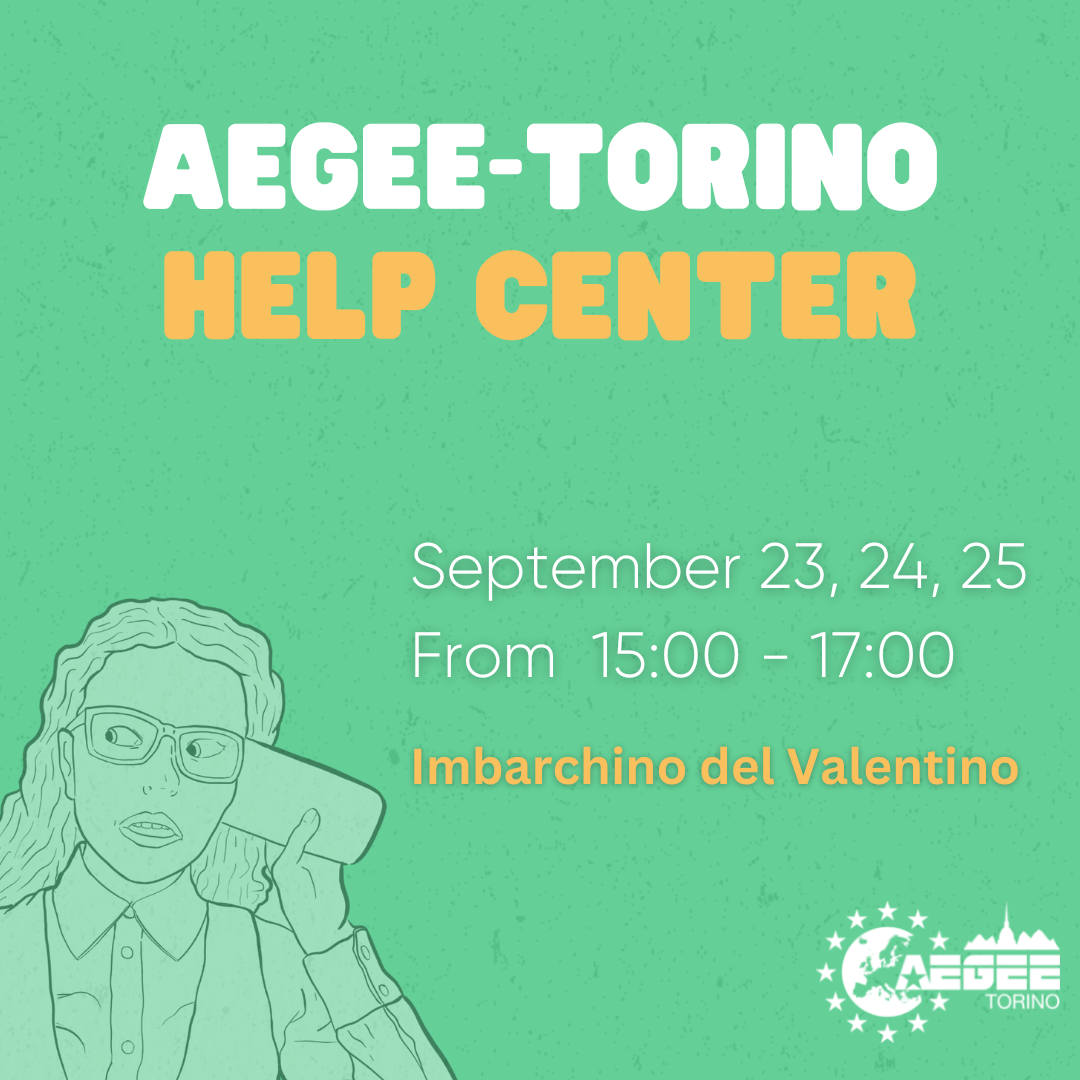 AEGEE-TORINO
HELP CENTER
September 23, 24, 25
From 15:00 - 17:00
Imbarchino del Valentino
AEGEE
TORINO